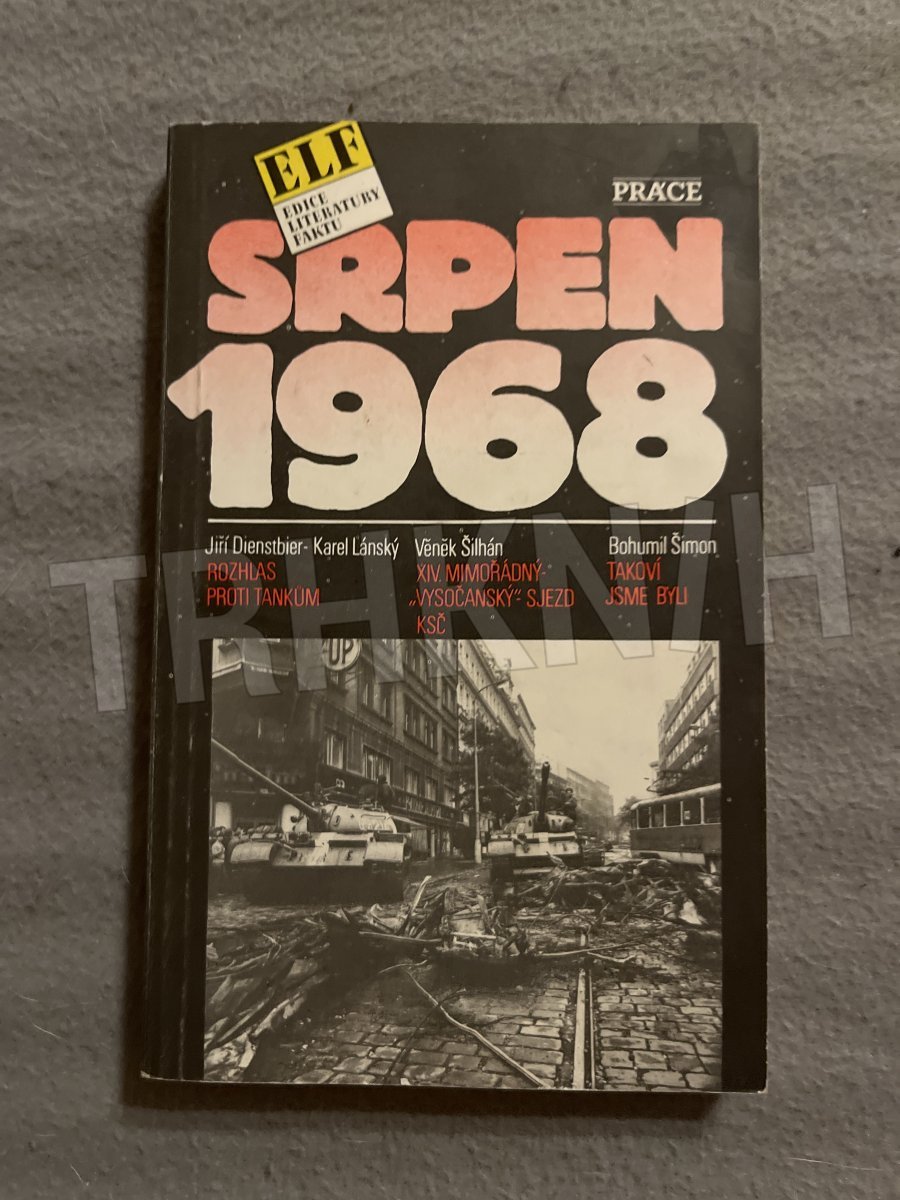 ELF
EDICE
LITERATURY
FAKTU
PRÁCE
SRPEN
1968
Jiří Dienstbier - Karel Lánský
ROZHLAS
PROTI TANKŮM
Věněk Šilhán
XIV. MIMOŘÁDNÝ-
„VYSOČANSKÝ“ SJEZD
KSČ
Bohumil Šimon
TAKOVÍ
JSME BYLI
TRHKNIH